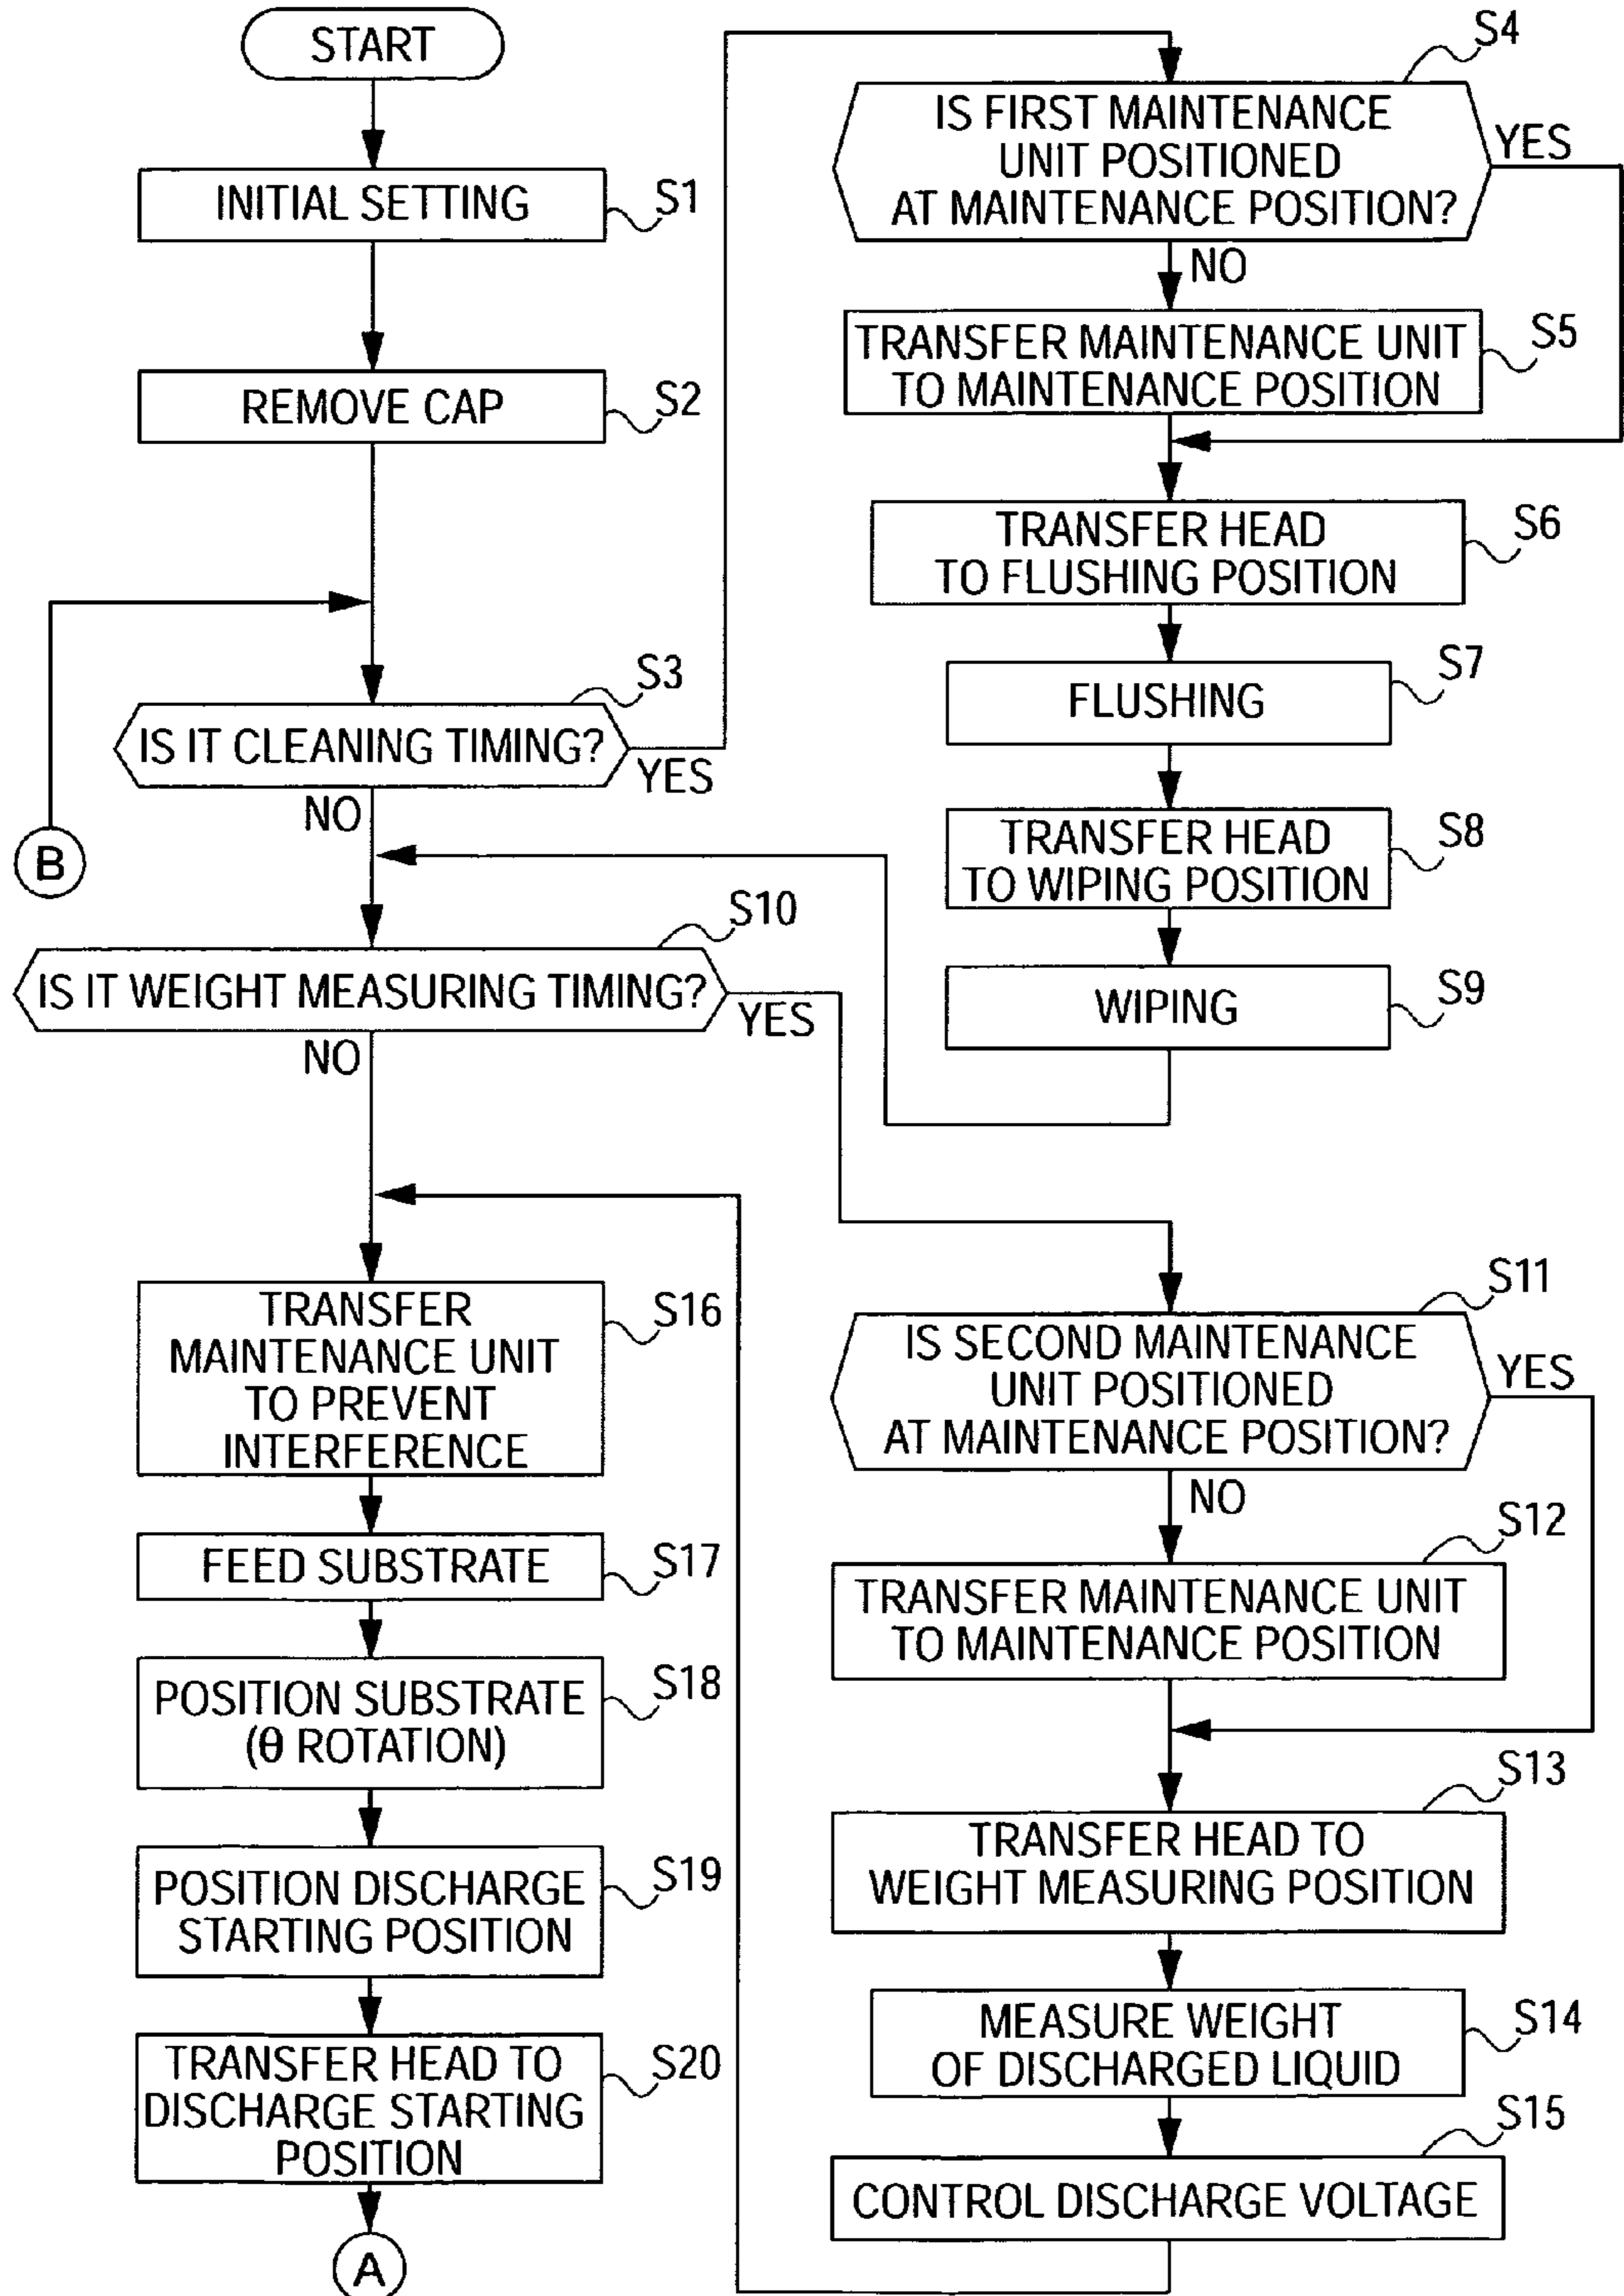 START
INITIAL SETTING
S1
REMOVE CAP
S2
S3
IS IT CLEANING TIMING?
YES
NO
B
S4
IS FIRST MAINTENANCE
UNIT POSITIONED
AT MAINTENANCE POSITION?
YES
NO
TRANSFER MAINTENANCE UNIT
TO MAINTENANCE POSITION
S5
TRANSFER HEAD
TO FLUSHING POSITION
S6
FLUSHING
S7
TRANSFER HEAD
TO WIPING POSITION
S8
WIPING
S9
S10
IS IT WEIGHT MEASURING TIMING?
YES
NO
S11
IS SECOND MAINTENANCE
UNIT POSITIONED
AT MAINTENANCE POSITION?
YES
NO
S12
TRANSFER MAINTENANCE UNIT
TO MAINTENANCE POSITION
S13
TRANSFER HEAD TO
WEIGHT MEASURING POSITION
MEASURE WEIGHT
OF DISCHARGED LIQUID
S14
S15
CONTROL DISCHARGE VOLTAGE
TRANSFER
MAINTENANCE UNIT
TO PREVENT
INTERFERENCE
S16
FEED SUBSTRATE
S17
POSITION SUBSTRATE
(θ ROTATION)
S18
POSITION DISCHARGE
STARTING POSITION
S19
TRANSFER HEAD TO
DISCHARGE STARTING
POSITION
S20
A